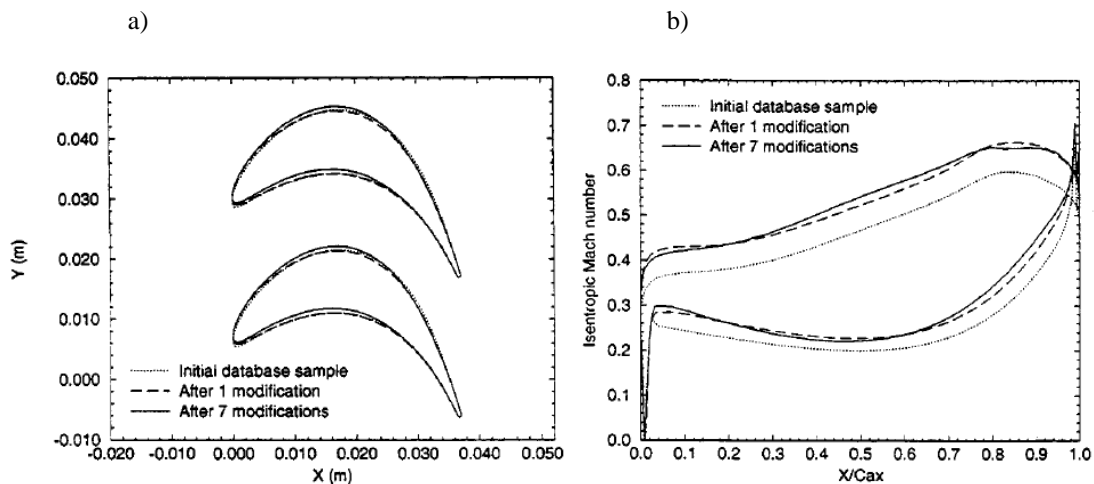 a)
b)
0.050
0.040
0.030
0.020
0.010
0.000
-0.010
Y (m)
Initial database sample
After 1 modification
After 7 modifications
-0.020 -0.010 0.000 0.010 0.020 0.030 0.040 0.050
X (m)
0.8
0.7
0.6
0.5
0.4
0.3
0.2
0.1
0.0
Isentropic Mach number
Initial database sample
After 1 modification
After 7 modifications
0.0 0.1 0.2 0.3 0.4 0.5 0.6 0.7 0.8 0.9 1.0
X/Cax